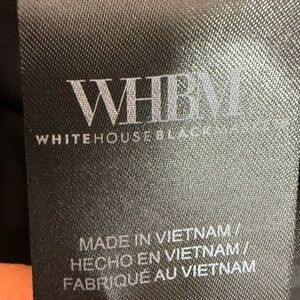 WHBM
WHITEHOUSEBLACK
MADE IN VIETNAM /
HECHO EN VIETNAM /
FABRIQUÉ AU VIETNAM